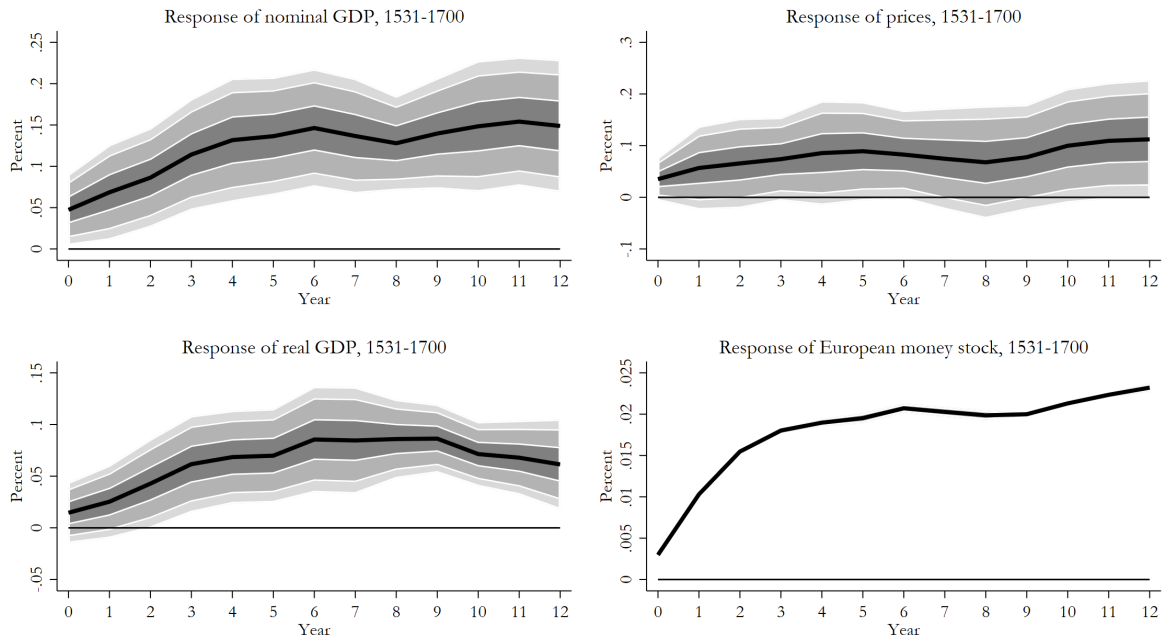 Response of nominal GDP, 1531-1700
Percent
.25
.2
.15
.1
.05
0
0 1 2 3 4 5 6 7 8 9 10 11 12
Year
Response of prices, 1531-1700
Percent
.3
.2
.1
0
-.1
0 1 2 3 4 5 6 7 8 9 10 11 12
Year
Response of real GDP, 1531-1700
Percent
.15
.1
.05
0
-.05
0 1 2 3 4 5 6 7 8 9 10 11 12
Year
Response of European money stock, 1531-1700
Percent
.025
.02
.015
.01
.005
0
0 1 2 3 4 5 6 7 8 9 10 11 12
Year